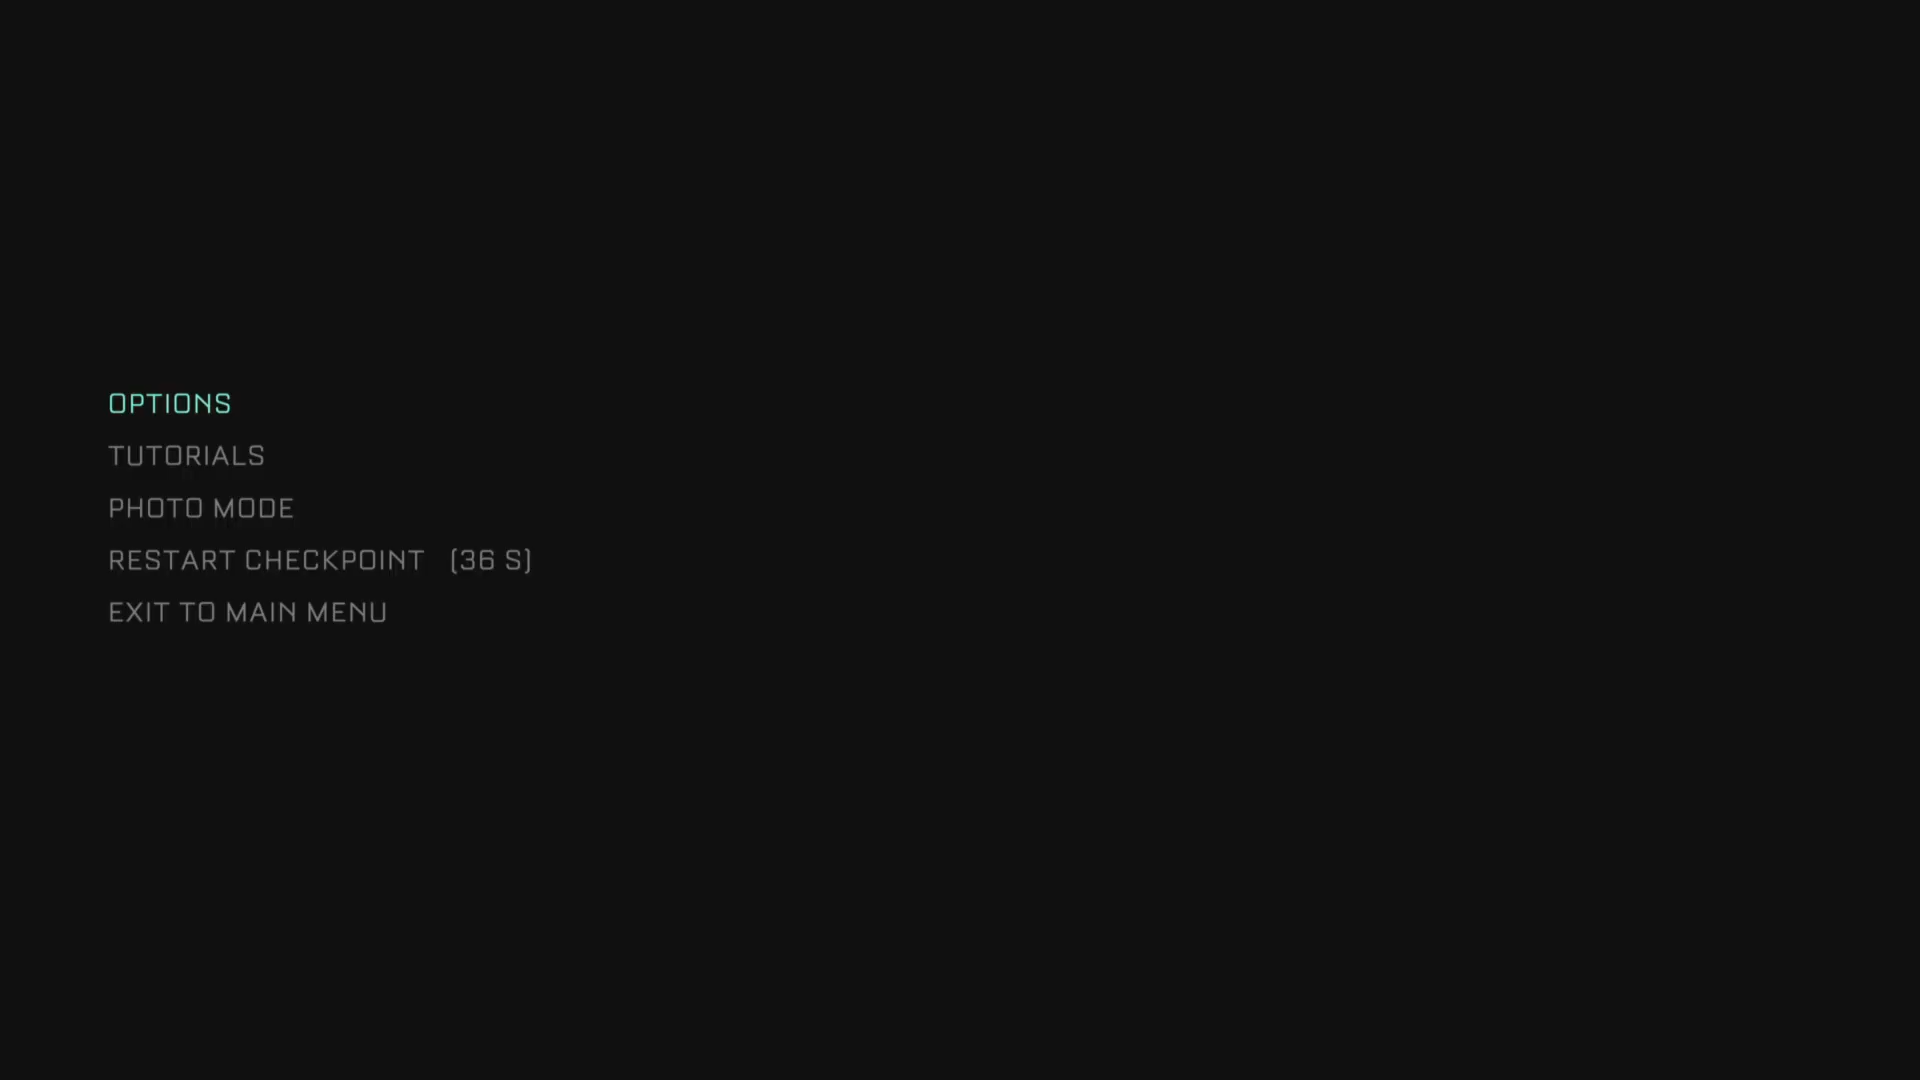 OPTIONS
TUTORIALS
PHOTO MODE
RESTART CHECKPOINT (36 S)
EXIT TO MAIN MENU